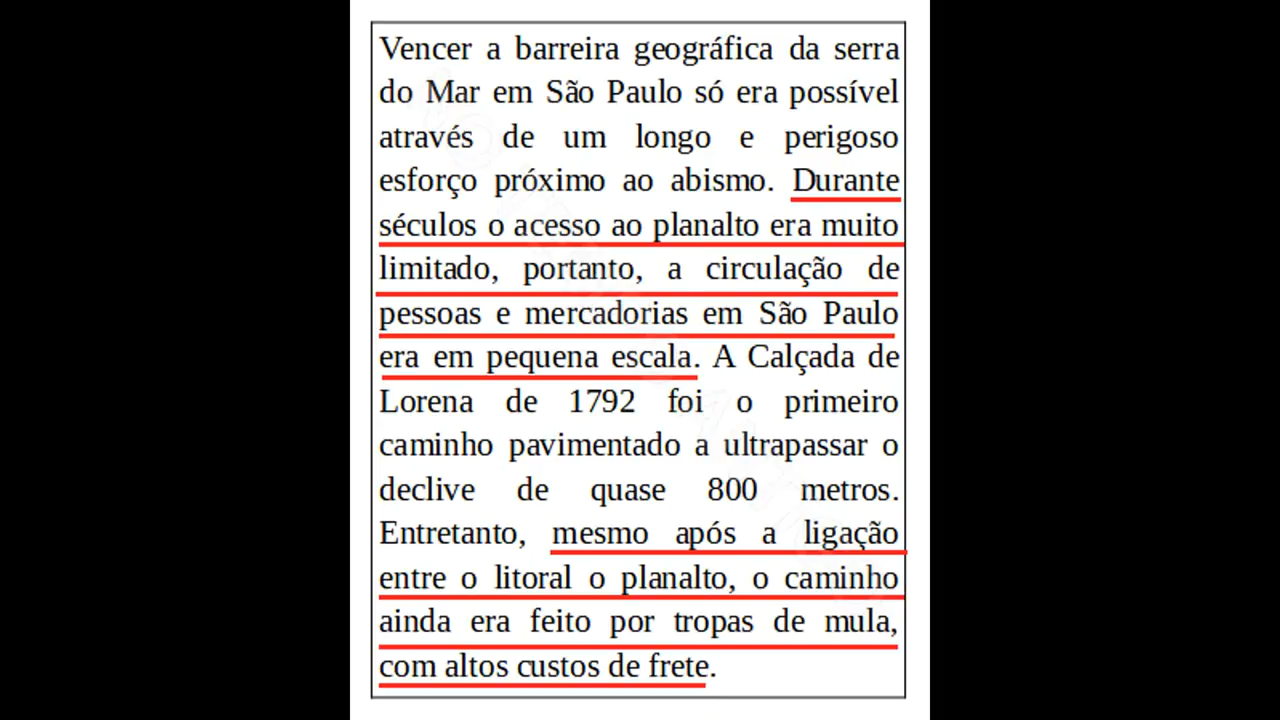 Vencer a barreira geográfica da serra
do Mar em São Paulo só era possível
através de um longo e perigoso
esforço próximo ao abismo. Durante
séculos o acesso ao planalto era muito
limitado, portanto, a circulação de
pessoas e mercadorias em São Paulo
era em pequena escala. A Calçada de
Lorena de 1792 foi o primeiro
caminho pavimentado a ultrapassar o
declive de quase 800 metros.
Entretanto, mesmo após a ligação
entre o litoral o planalto, o caminho
ainda era feito por tropas de mula,
com altos custos de frete.